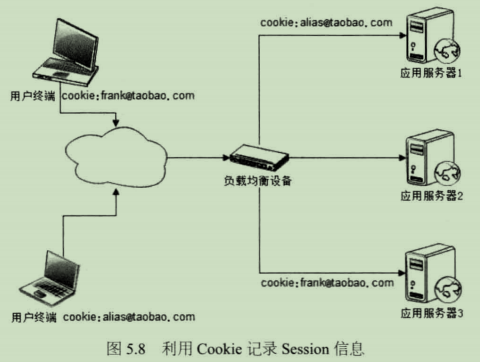 cookie:alias@taobao.com
应用服务器1
用户终端 cookie:frank@taobao.com
负载均衡设备
应用服务器2
cookie:frank@taobao.com
用户终端 cookie:alias@taobao.com
应用服务器3
图 5.8 利用 Cookie 记录 Session 信息